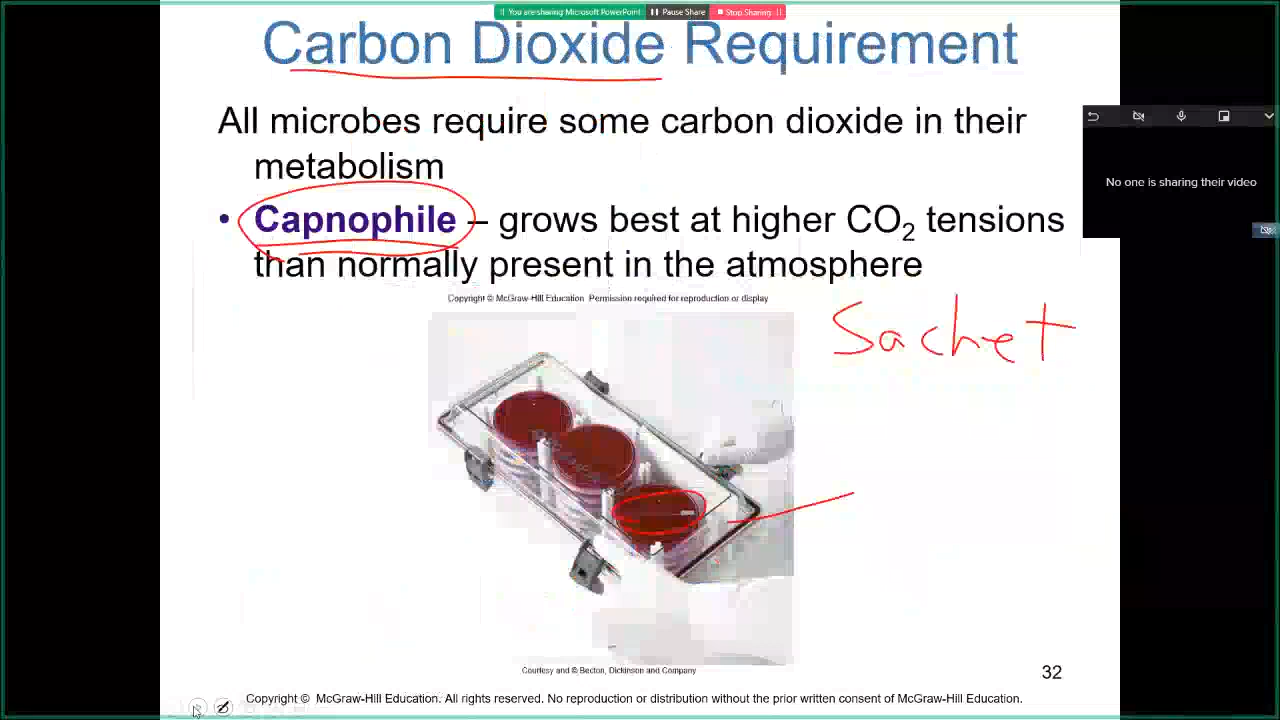 You are sharing Microsoft PowerPoint Pause Share Stop Sharing
Carbon Dioxide Requirement
All microbes require some carbon dioxide in their
metabolism
No one is sharing their video
• Capnophile – grows best at higher CO₂ tensions
than normally present in the atmosphere
Copyright © McGraw-Hill Education Permission required for reproduction or display
Sachet
Courtesy and © Becton, Dickinson and Company
32
Copyright © McGraw-Hill Education. All rights reserved. No reproduction or distribution without the prior written consent of McGraw-Hill Education.